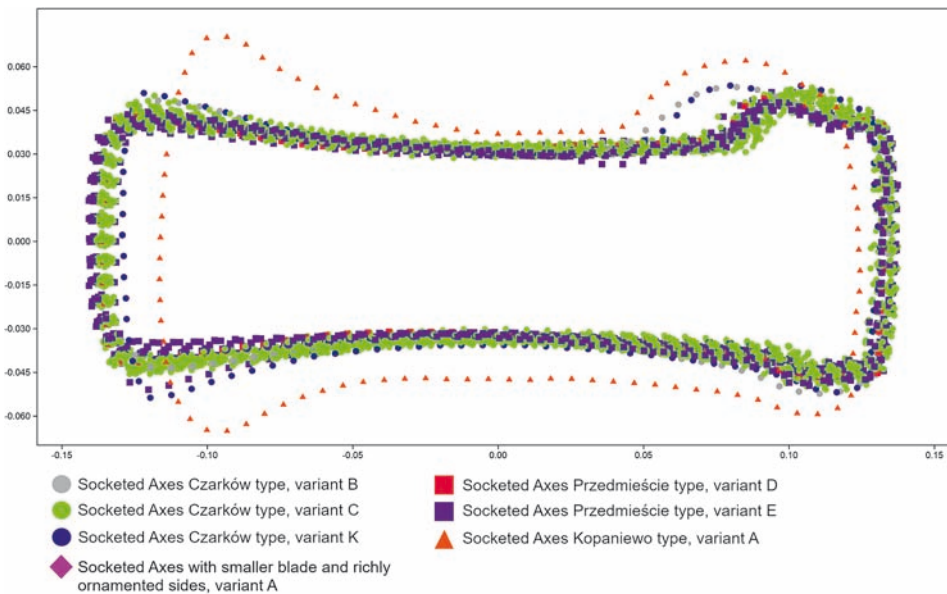 0.060
0.045
0.030
0.015
0.000
-0.015
-0.030
-0.045
-0.060
-0.15 -0.10 -0.05 0.00 0.05 0.10 0.15
Socketed Axes Czarków type, variant B
Socketed Axes Czarków type, variant C
Socketed Axes Czarków type, variant K
Socketed Axes with smaller blade and richly
ornamented sides, variant A
Socketed Axes Przedmieście type, variant D
Socketed Axes Przedmieście type, variant E
Socketed Axes Kopaniewo type, variant A